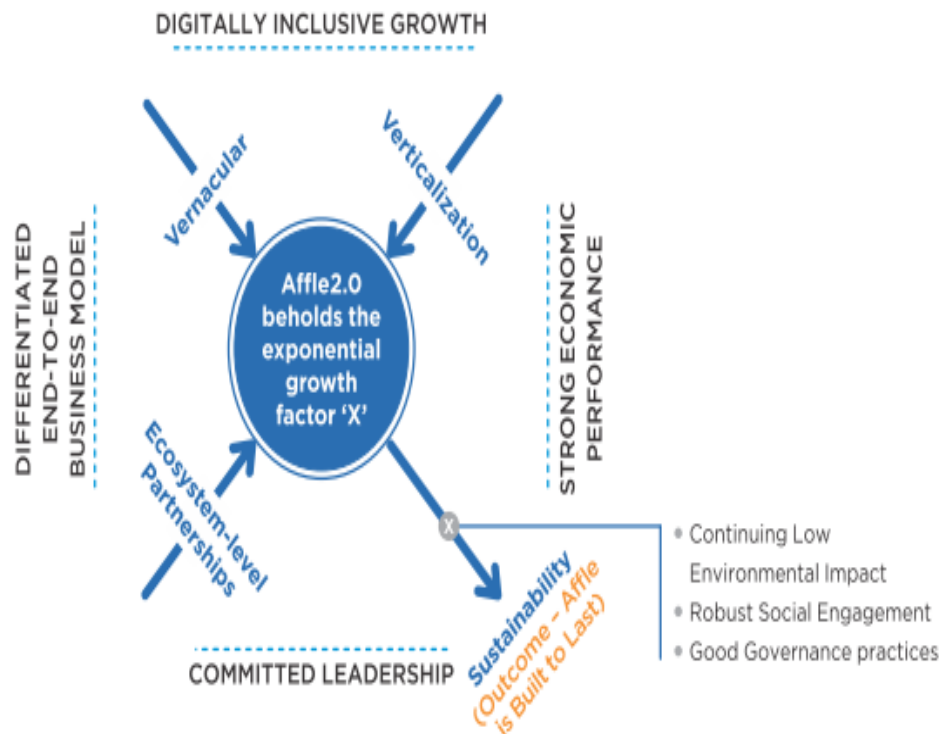 DIGITALLY INCLUSIVE GROWTH
Vernacular
Verticalization
DIFFERENTIATED
END-TO-END
BUSINESS MODEL
Affle2.0
beholds the
exponential
growth
factor ‘X’
STRONG ECONOMIC
PERFORMANCE
Ecosystem-level
Partnerships
X
Sustainability
(Outcome – Affle
is Built to Last)
• Continuing Low
Environmental Impact
• Robust Social Engagement
• Good Governance practices
COMMITTED LEADERSHIP